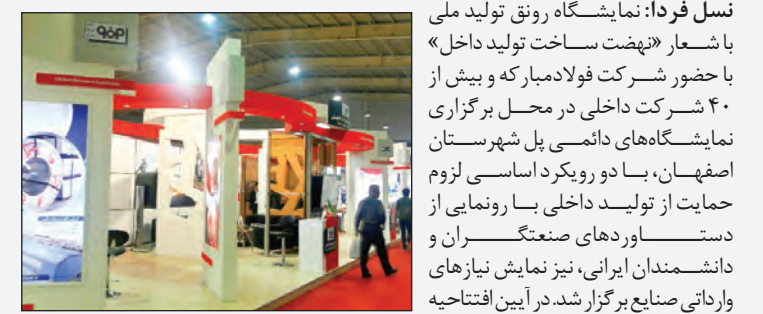 نسل فردا: نمایشگاه رونق تولید ملی
با شعار «نهضت ساخت تولید داخل»
با حضور شرکت فولادمبارکه و بیش از
۴۰ شرکت داخلی در محل برگزاری
نمایشگاه‌های دائمی پل شهرستان
اصفهان، با دو رویکرد اساسی لزوم
حمایت از تولید داخلی با رونمایی از
دستاوردهای صنعتگران و
دانشمندان ایرانی، نیز نمایش نیازهای
وارداتی صنایع برگزار شد. در آیین افتتاحیه